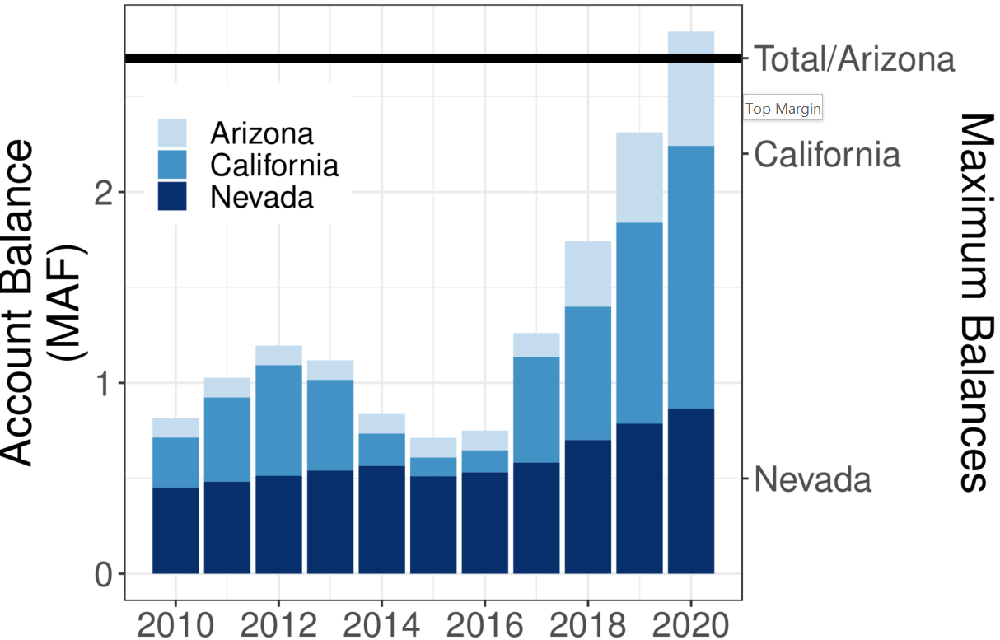 Account Balance
(MAF)
2
1
0
Arizona
California
Nevada
2010
2012
2014
2016
2018
2020
Total/Arizona
Top Margin
California
Nevada
Maximum Balances